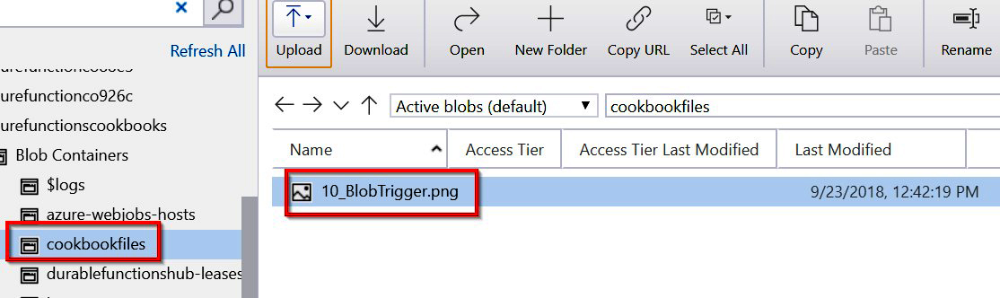 Refresh All
urefunctionco926c
urefunctionscookbooks
Blob Containers
$logs
azure-webjobs-hosts
cookbookfiles
durablefunctionshub-leases
Upload Download Open New Folder Copy URL Select All Copy Paste Rename
Active blobs (default) cookbookfiles
Name Access Tier Access Tier Last Modified Last Modified
10_BlobTrigger.png 9/23/2018, 12:42:19 PM